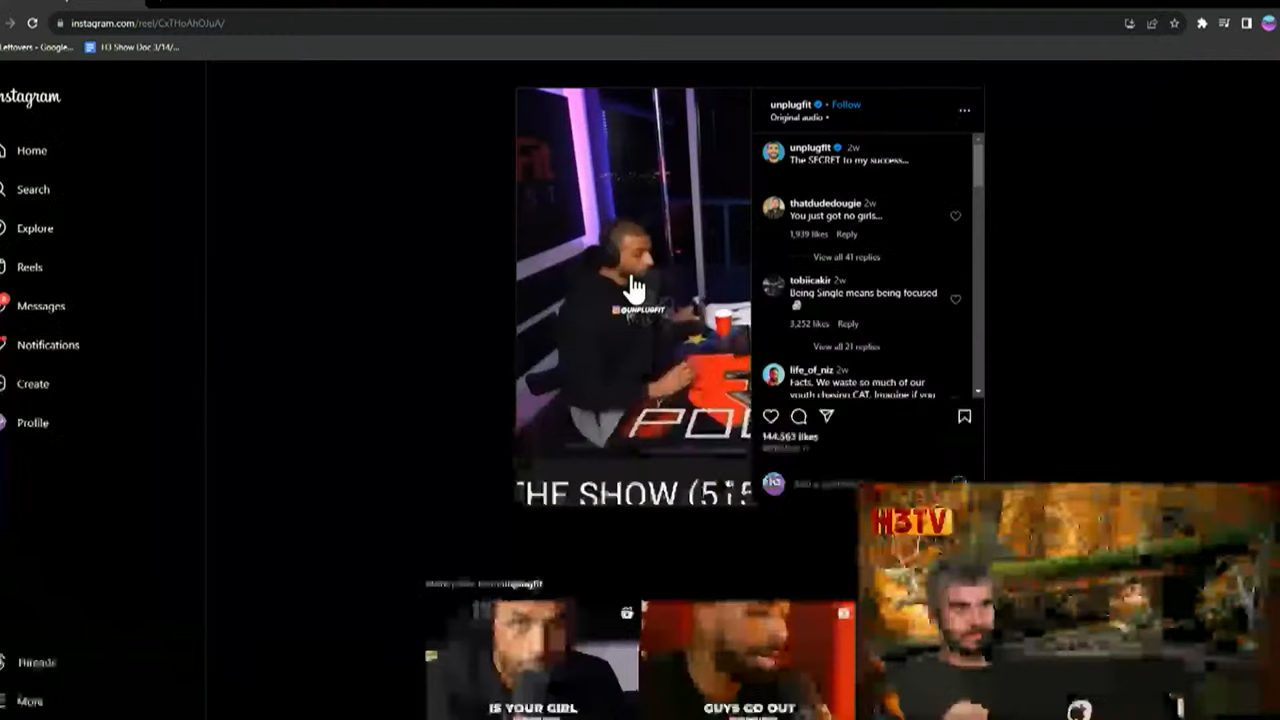 instagram.com/reel/CxTHoAhOJuA/
Leftovers - Google...
H3 Show Doc 3/14/...
nstagram
Home
Search
Explore
Reels
Messages
Notifications
Create
Profile
Threads
More
@UNPLUGFIT
THE SHOW (515
unplugfit • Follow
Original audio •
unplugfit 2w
The SECRET to my success...
thatdudedougie 2w
You just got no girls...
1,939 likes Reply
View all 41 replies
tobiicakir 2w
Being Single means being focused
3,252 likes Reply
View all 21 replies
life_of_niz 2w
Facts. We waste so much of our
youth chasing CAT. Imagine if you
144,563 likes
unplugfit
IS YOUR GIRL
GUYS GO OUT
H3TV